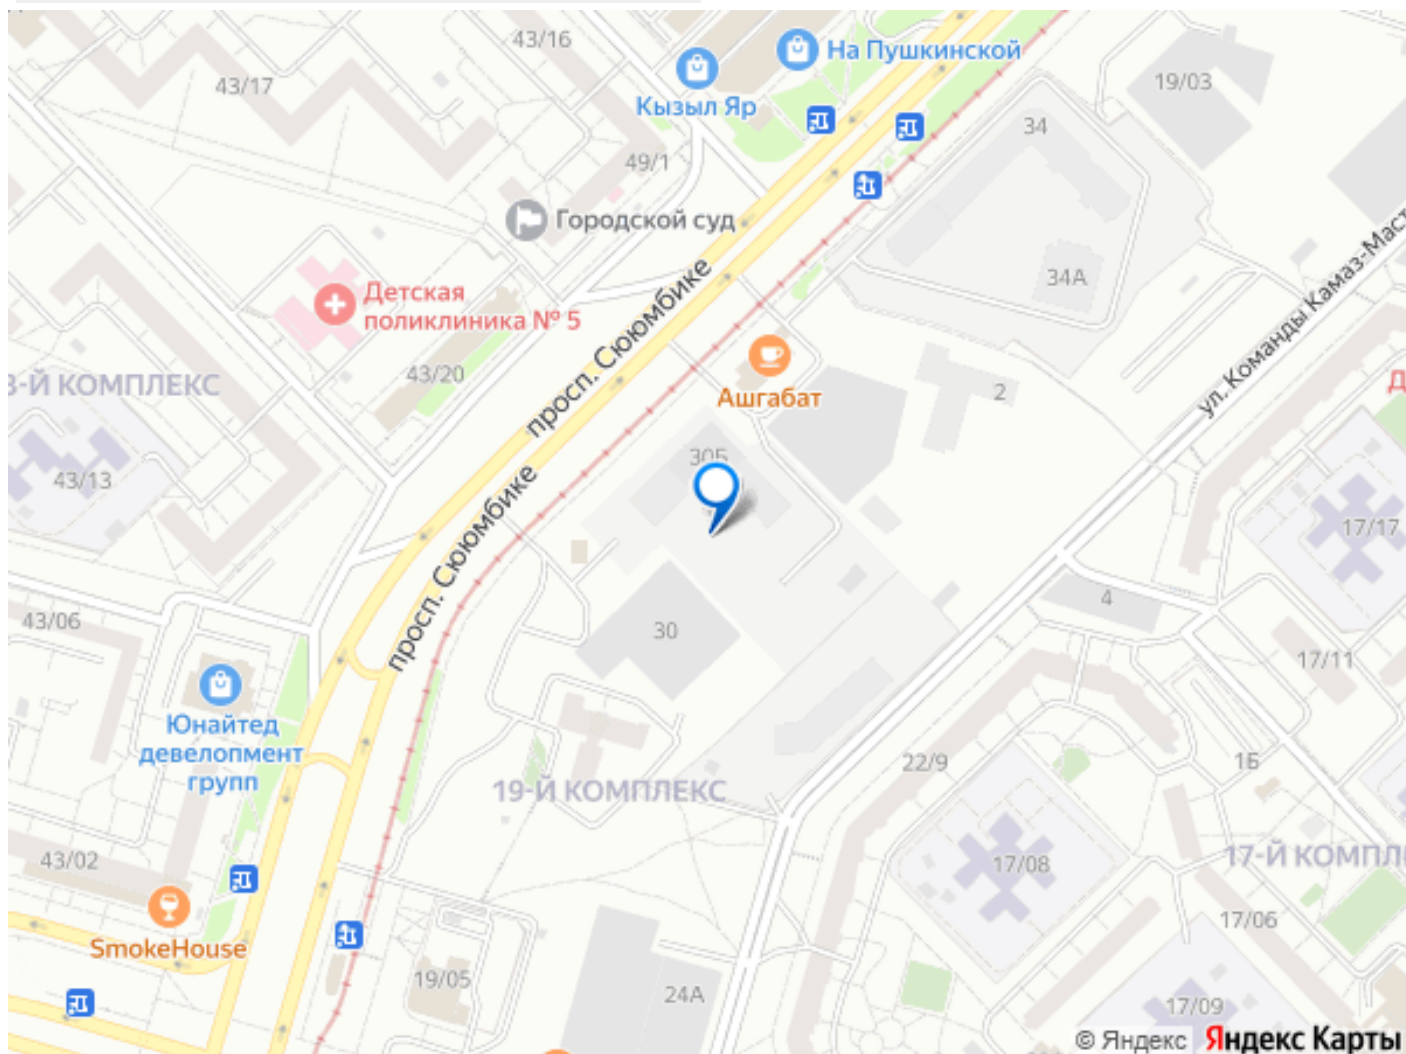 43/16
На Пушкинской
43/17
19/03
Кызыл Яр
34
49/1
Городской суд
34А
Детская
поликлиника № 5
просп. Сююмбике
ул. Команды Камаз-Маст
43/20
3-Й КОМПЛЕКС
Ашгабат
2
Д
30Б
43/13
17/17
просп. Сююмбике
4
43/06
30
17/11
Юнайтед
девелопмент
групп
22/9
1Б
19-Й КОМПЛЕКС
43/02
17/08
17-Й КОМПЛ
17/06
SmokeHouse
19/05
24А
17/09
© Яндекс Яндекс Карты